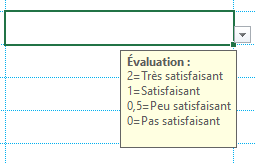 Évaluation :
2=Très satisfaisant
1=Satisfaisant
0,5=Peu satisfaisant
0=Pas satisfaisant